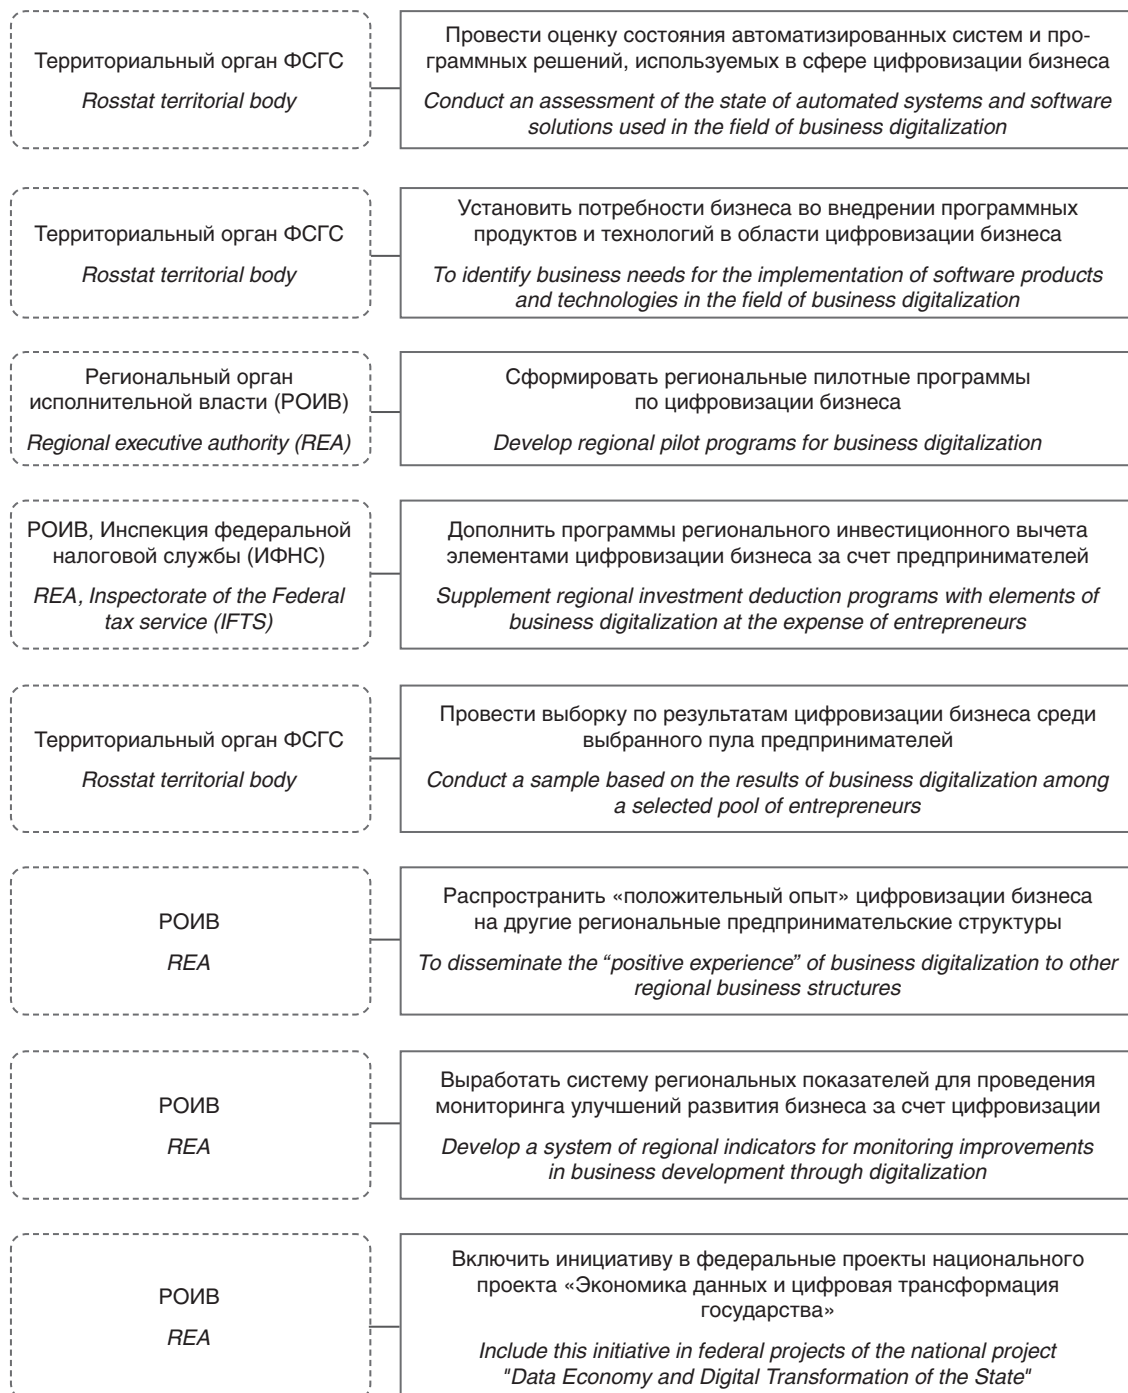 Территориальный орган ФСГС
Rosstat territorial body
Провести оценку состояния автоматизированных систем и про-
граммных решений, используемых в сфере цифровизации бизнеса
Conduct an assessment of the state of automated systems and software
solutions used in the field of business digitalization
Территориальный орган ФСГС
Rosstat territorial body
Установить потребности бизнеса во внедрении программных
продуктов и технологий в области цифровизации бизнеса
To identify business needs for the implementation of software products
and technologies in the field of business digitalization
Региональный орган
исполнительной власти (РОИВ)
Regional executive authority (REA)
Сформировать региональные пилотные программы
по цифровизации бизнеса
Develop regional pilot programs for business digitalization
РОИВ, Инспекция федеральной
налоговой службы (ИФНС)
REA, Inspectorate of the Federal
tax service (IFTS)
Дополнить программы регионального инвестиционного вычета
элементами цифровизации бизнеса за счет предпринимателей
Supplement regional investment deduction programs with elements of
business digitalization at the expense of entrepreneurs
Территориальный орган ФСГС
Rosstat territorial body
Провести выборку по результатам цифровизации бизнеса среди
выбранного пула предпринимателей
Conduct a sample based on the results of business digitalization among
a selected pool of entrepreneurs
РОИВ
REA
Распространить «положительный опыт» цифровизации бизнеса
на другие региональные предпринимательские структуры
To disseminate the “positive experience” of business digitalization to other
regional business structures
РОИВ
REA
Выработать систему региональных показателей для проведения
мониторинга улучшений развития бизнеса за счет цифровизации
Develop a system of regional indicators for monitoring improvements
in business development through digitalization
РОИВ
REA
Включить инициативу в федеральные проекты национального
проекта «Экономика данных и цифровая трансформация
государства»
Include this initiative in federal projects of the national project
"Data Economy and Digital Transformation of the State"